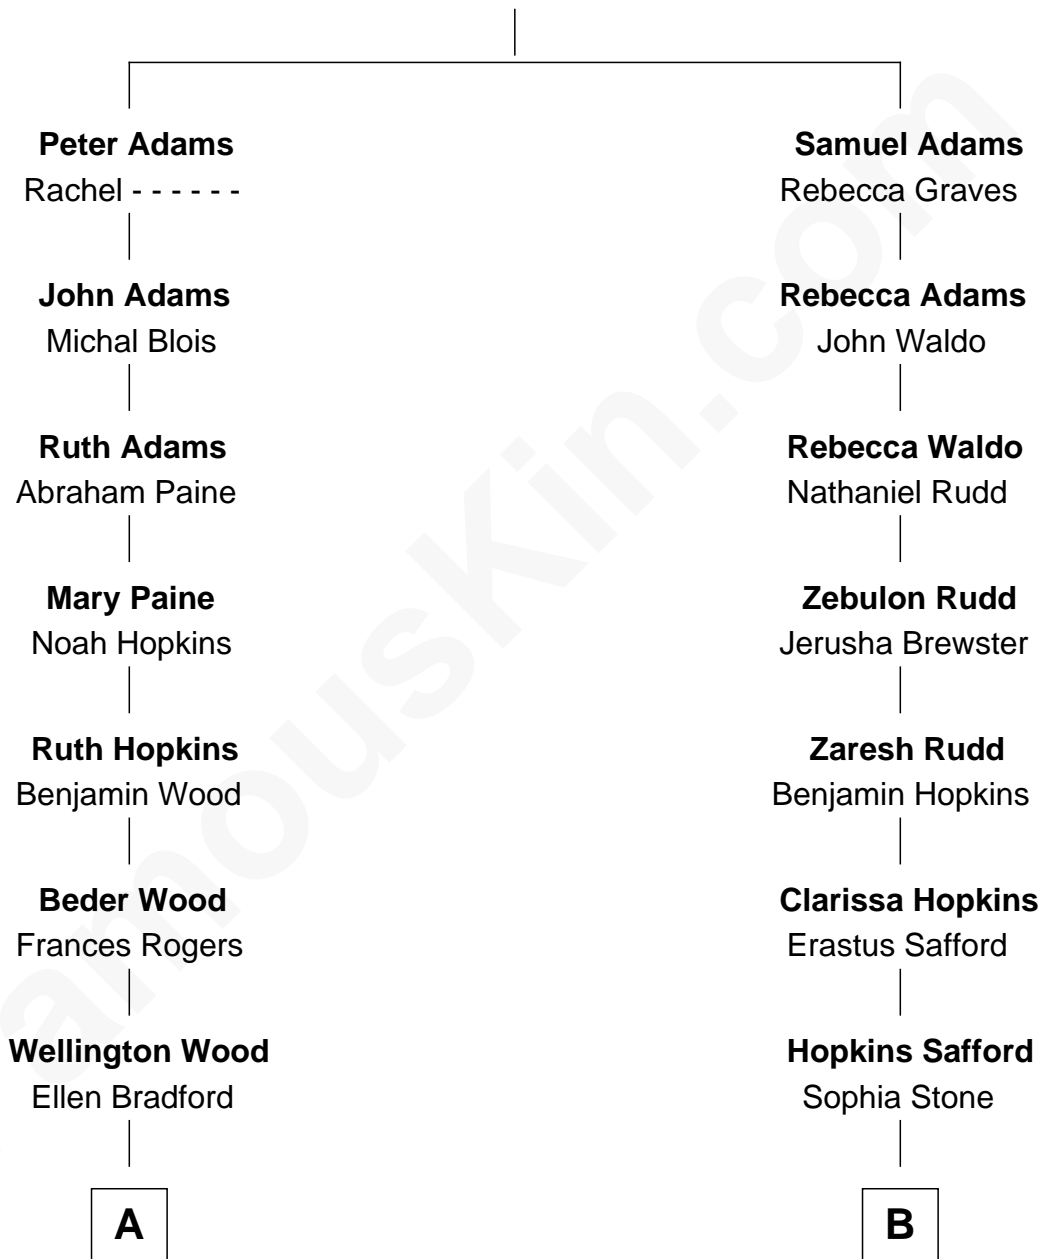 Peter Adams
Rachel - - - - - -
John Adams
Michal Blois
Ruth Adams
Abraham Paine
Mary Paine
Noah Hopkins
Ruth Hopkins
Benjamin Wood
Beder Wood
Frances Rogers
Wellington Wood
Ellen Bradford
A
Samuel Adams
Rebecca Graves
Rebecca Adams
John Waldo
Rebecca Waldo
Nathaniel Rudd
Zebulon Rudd
Jerusha Brewster
Zaresh Rudd
Benjamin Hopkins
Clarissa Hopkins
Erastus Safford
Hopkins Safford
Sophia Stone
B
amouskin.com